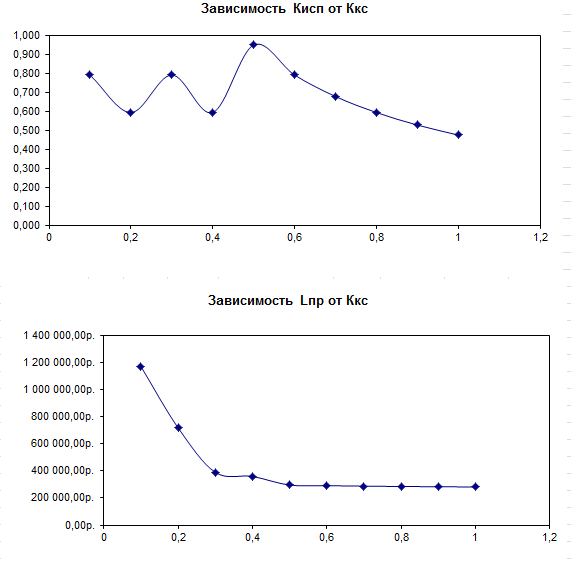 Зависимость Кисп от Ккс
1,000
0,900
0,800
0,700
0,600
0,500
0,400
0,300
0,200
0,100
0,000
0 0,2 0,4 0,6 0,8 1 1,2
Зависимость Lпр от Ккс
1 400 000,00р.
1 200 000,00р.
1 000 000,00р.
800 000,00р.
600 000,00р.
400 000,00р.
200 000,00р.
0,00р.
0 0,2 0,4 0,6 0,8 1 1,2